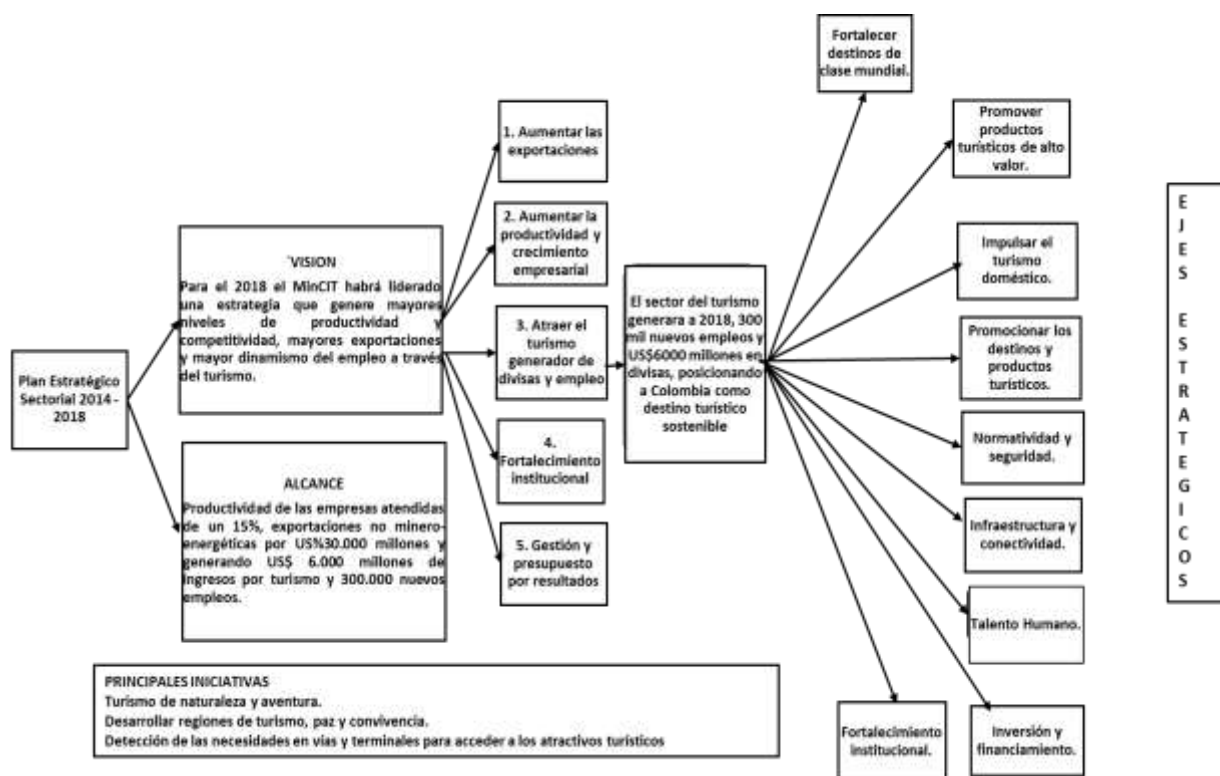 Plan Estratégico
Sectorial 2014 -
2018
`VISION
Para el 2018 el MinCIT habrá liderado
una estrategia que genere mayores
niveles de productividad y
competitividad, mayores exportaciones
y mayor dinamismo del empleo a través
del turismo.
ALCANCE
Productividad de las empresas atendidas
de un 15%, exportaciones no minero-
energéticas por US%30.000 millones y
generando US$ 6.000 millones de
ingresos por turismo y 300.000 nuevos
empleos.
1. Aumentar las
exportaciones
2. Aumentar la
productividad y
crecimiento
empresarial
3. Atraer el
turismo
generador de
divisas y empleo
4.
Fortalecimiento
institucional
5. Gestión y
presupuesto
por resultados
El sector del turismo
generara a 2018, 300
mil nuevos empleos y
US$6000 millones en
divisas, posicionando
a Colombia como
destino turístico
sostenible
Fortalecer
destinos de
clase mundial.
Promover
productos
turísticos de alto
valor.
Impulsar el
turismo
doméstico.
Promocionar los
destinos y
productos
turísticos.
Normatividad y
seguridad.
Infraestructura y
conectividad.
Talento Humano.
Inversión y
financiamiento.
Fortalecimiento
institucional.
EJES ESTRATEGICOS
PRINCIPALES INICIATIVAS
Turismo de naturaleza y aventura.
Desarrollar regiones de turismo, paz y convivencia.
Detección de las necesidades en vías y terminales para acceder a los atractivos turísticos